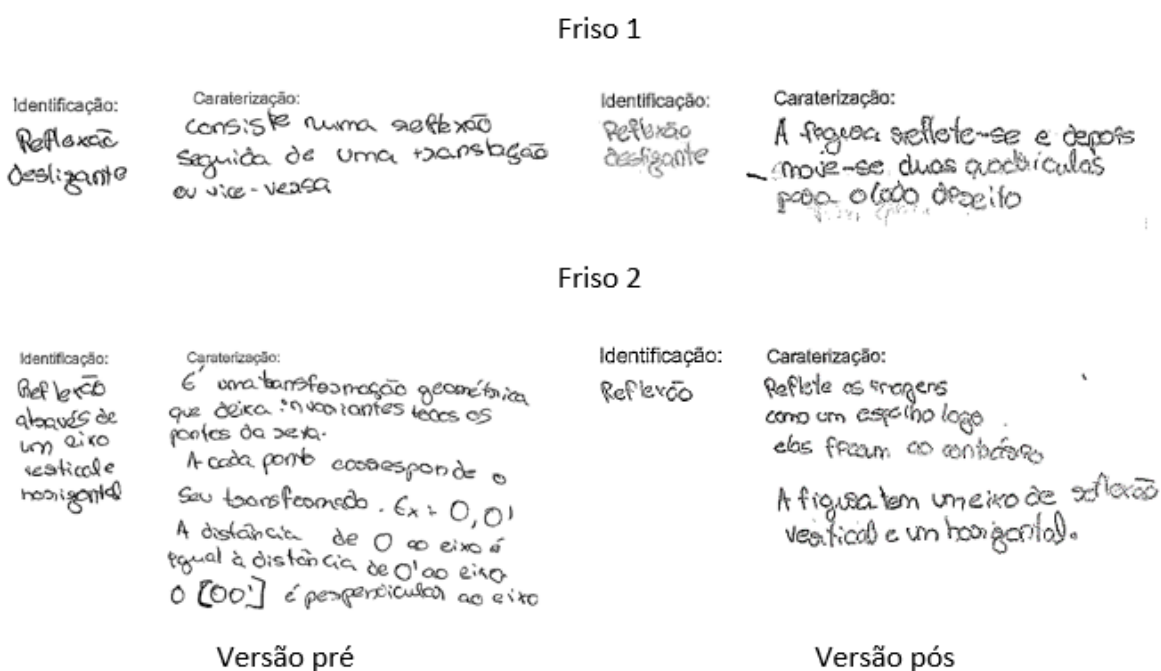 Friso 1
Identificação:
Reflexão
deslizante
Caraterização:
consiste numa reflexão
seguida de uma translação
ou vice-versa
Identificação:
Reflexão
deslizante
Caraterização:
A figura reflete-se e depois
move-se duas quadrículas
para o lado direito
Friso 2
Identificação:
Reflexão
através de
um eixo
vertical e
horizontal
Caraterização:
É uma transformação geométrica
que deixa invariantes todos os
pontos da reta.
A cada ponto corresponde o
seu transformado. Ex: O, O'
A distância de O ao eixo é
igual à distância de O' ao eixo
O [OO'] é perpendicular ao eixo
Identificação:
Reflexão
Caraterização:
Reflete as imagens
como um espelho logo
elas ficam ao contrário
A figura tem um eixo de reflexão
vertical e um horizontal.
Versão pré
Versão pós